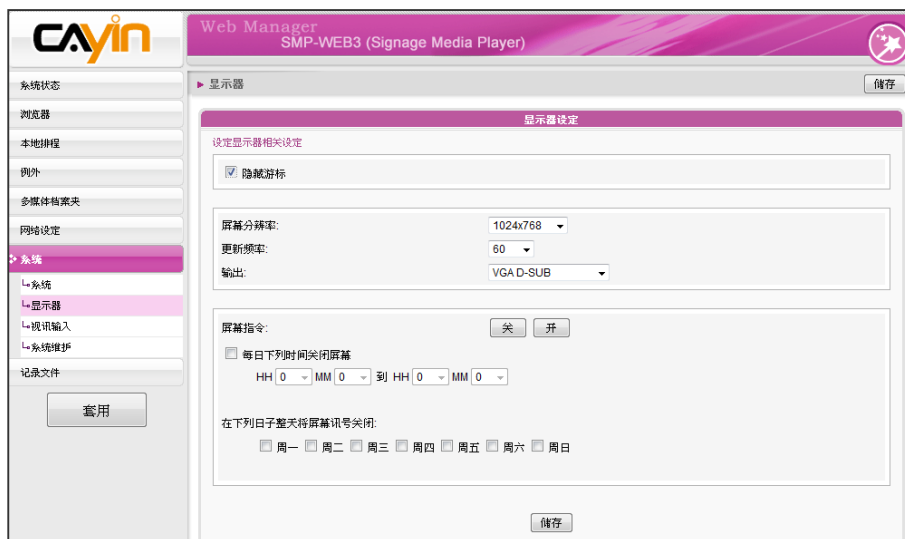 CAYIN
Web Manager
SMP-WEB3 (Signage Media Player)
系统状态
浏览器
本地排程
例外
多媒体档案夹
网络设定
系统
系统
显示器
视讯输入
系统维护
记录文件
套用
显示器
储存
显示器设定
设定显示器相关设定
隐藏游标
屏幕分辨率: 1024x768
更新频率: 60
输出: VGA D-SUB
屏幕指令: 关 开
每日下列时间关闭屏幕
HH 0 MM 0 到 HH 0 MM 0
在下列日子整天将屏幕讯号关闭:
周一 周二 周三 周四 周五 周六 周日
储存